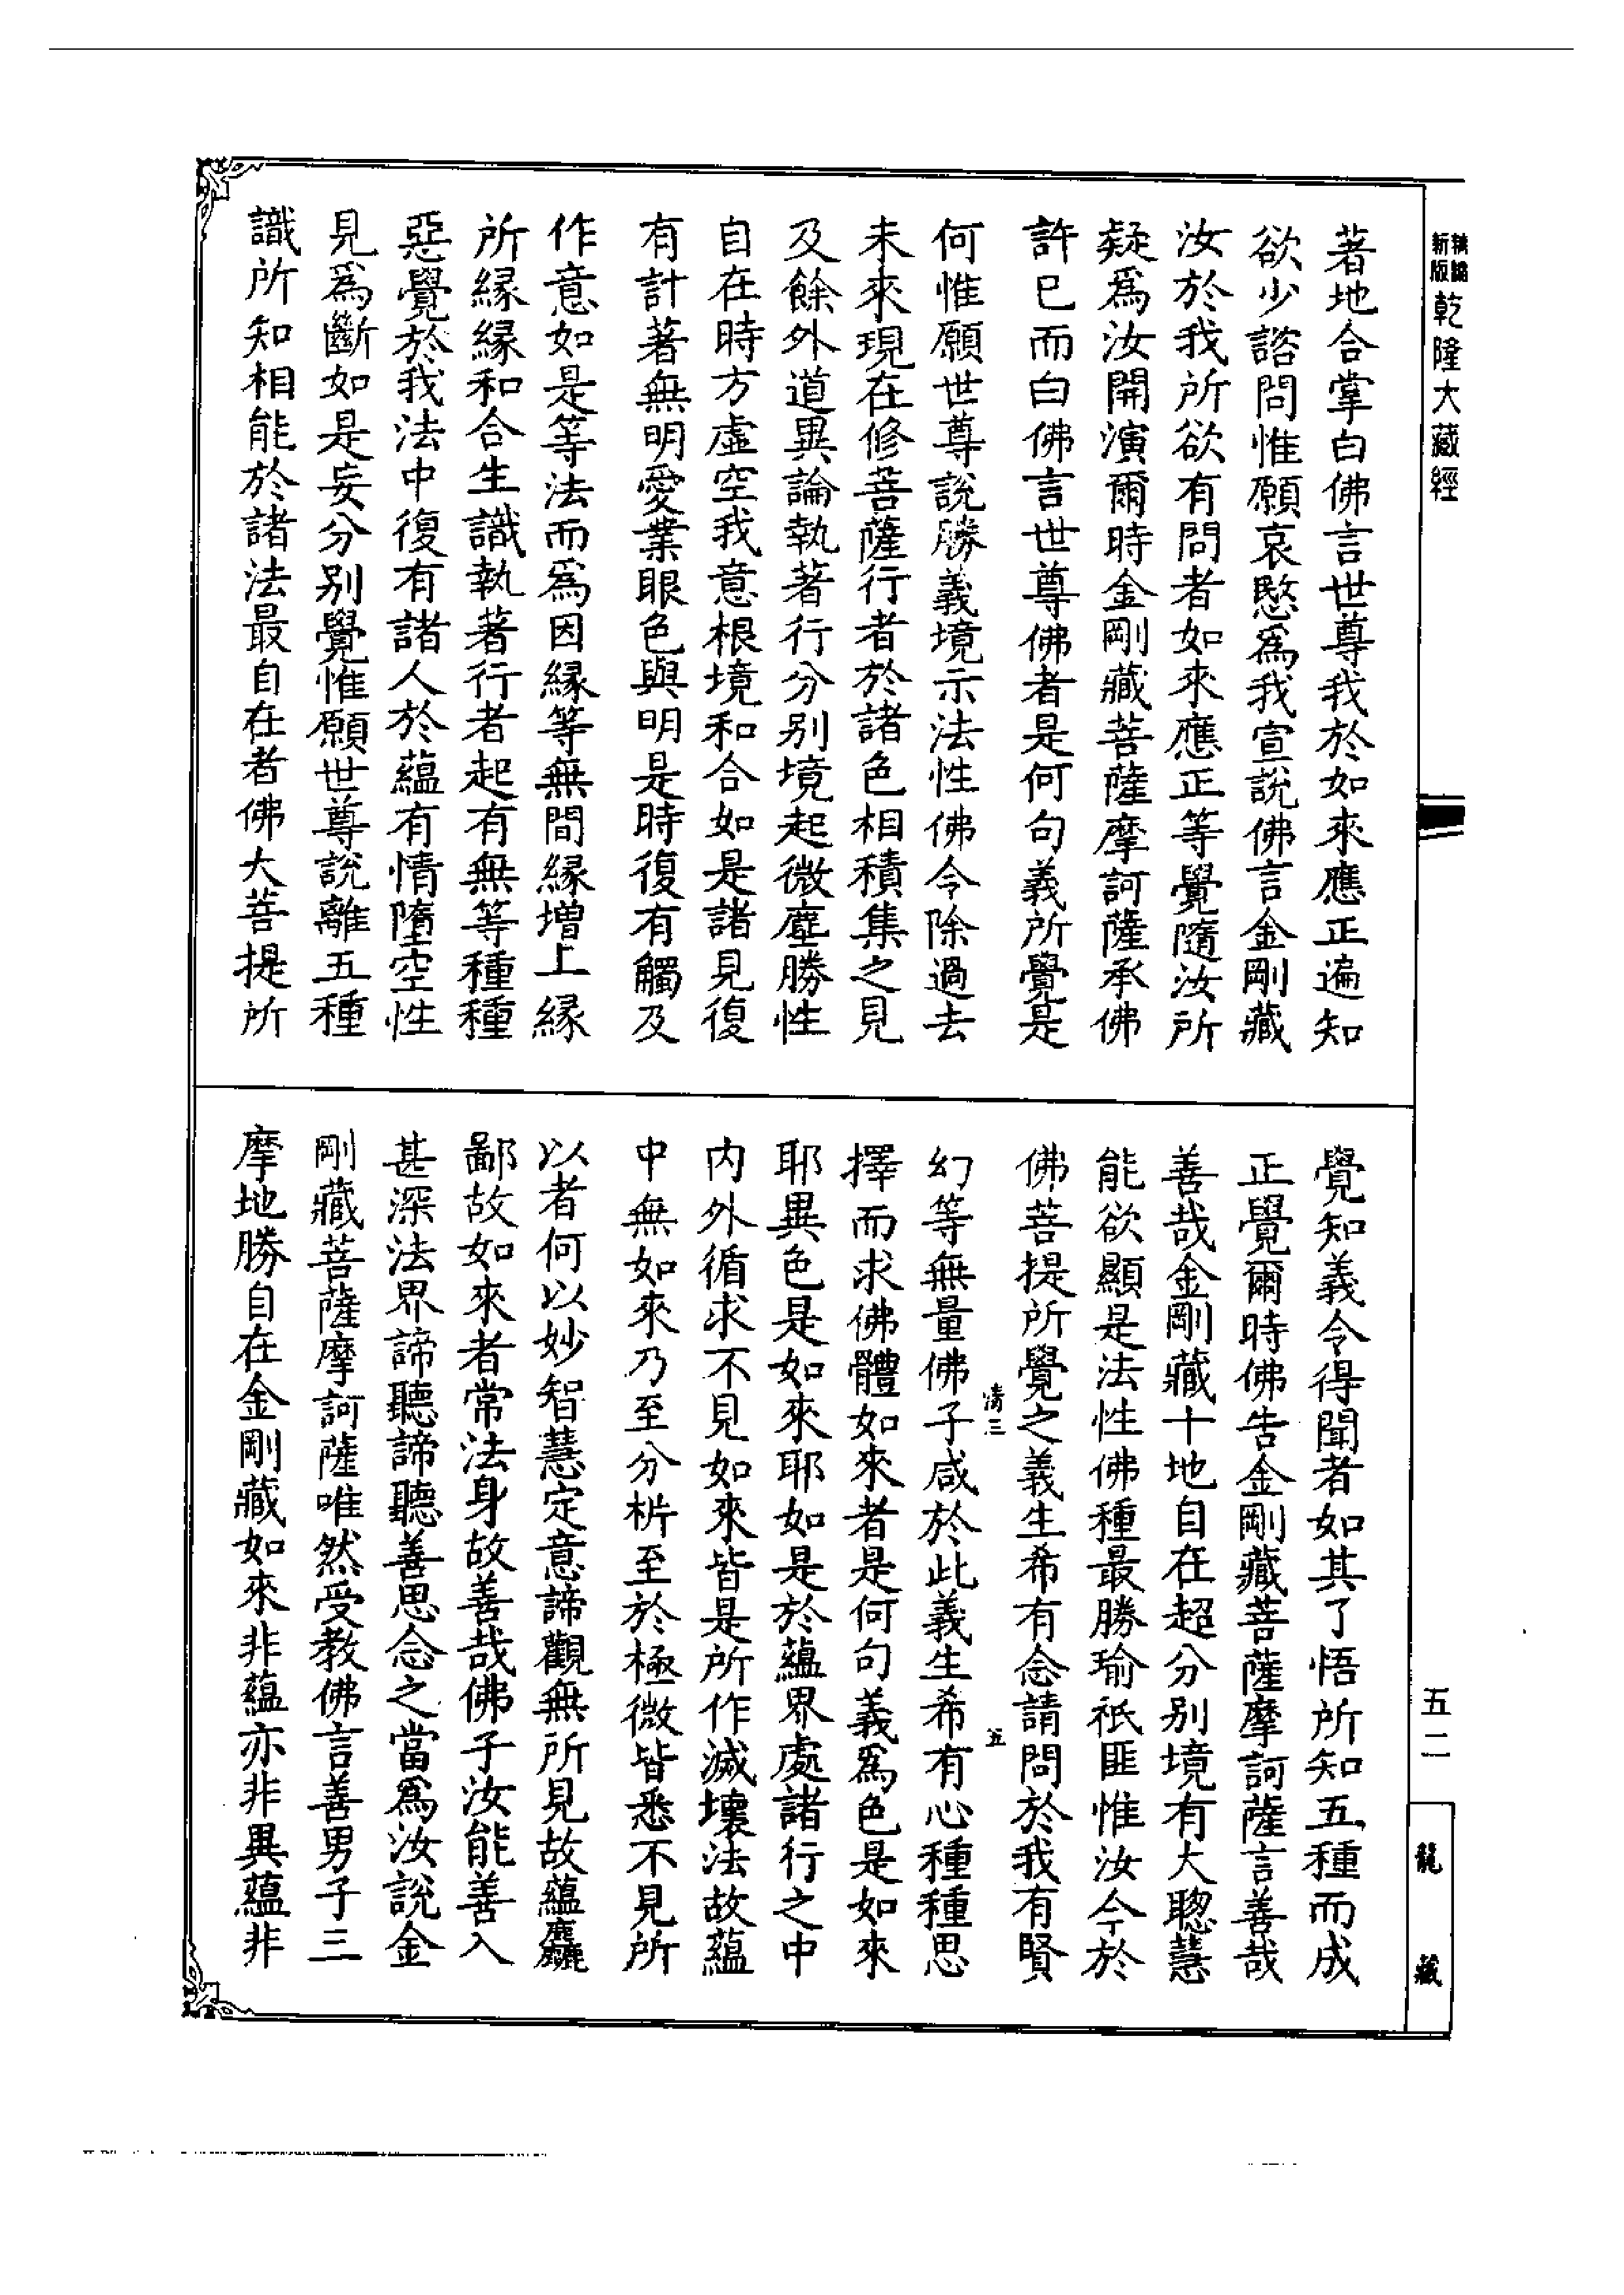 乾隆大藏經
著地合掌白佛言世尊我於如來應正遍知
欲少諮問惟願哀愍爲我宣說佛言金剛藏
汝於我所欲有問者如來應正等覺隨汝所
疑爲汝開演爾時金剛藏菩薩摩訶薩承佛
許已而白佛言世尊佛者是何句義所覺是
何惟願世尊說勝義境示法性佛令除過去
未來現在修菩薩行者於諸色相積集之見
及餘外道異論執著行分別境起微塵勝性
自在時方虛空我意根境和合如是諸見復
有計著無明愛業眼色與明是時復有觸及
作意如是等法而爲因緣等無間緣增上緣
所緣緣和合生識執著行者起有無等種種
惡覺於我法中復有諸人於蘊有情墮空性
見爲斷如是妄分別覺惟願世尊說離五種
識所知相能於諸法最自在者佛大菩提所
覺知義令得聞者如其了悟所知五種而成
正覺爾時佛告金剛藏菩薩摩訶薩言善哉
善哉金剛藏十地自在超分別境有大聰慧
能欲顯是法性佛種最勝瑜祇匪惟汝今於
佛菩提所覺之義生希有念請問於我有賢
幻等無量佛子咸於此義生希有心種種思
擇而求佛體如來者是何句義爲色是如來
耶異色是如來耶如是於蘊界處諸行之中
內外循求不見如來皆是所作滅壞法故蘊
中無如來乃至分析至於極微皆悉不見所
以者何以妙智慧定意諦觀無所見故蘊麤
鄙故如來者常法身故善哉佛子汝能善入
甚深法界諦聽諦聽善思念之當爲汝說金
剛藏菩薩摩訶薩唯然受教佛言善男子三
摩地勝自在金剛藏如來非蘊亦非異蘊非
情三
五
五二
龍藏